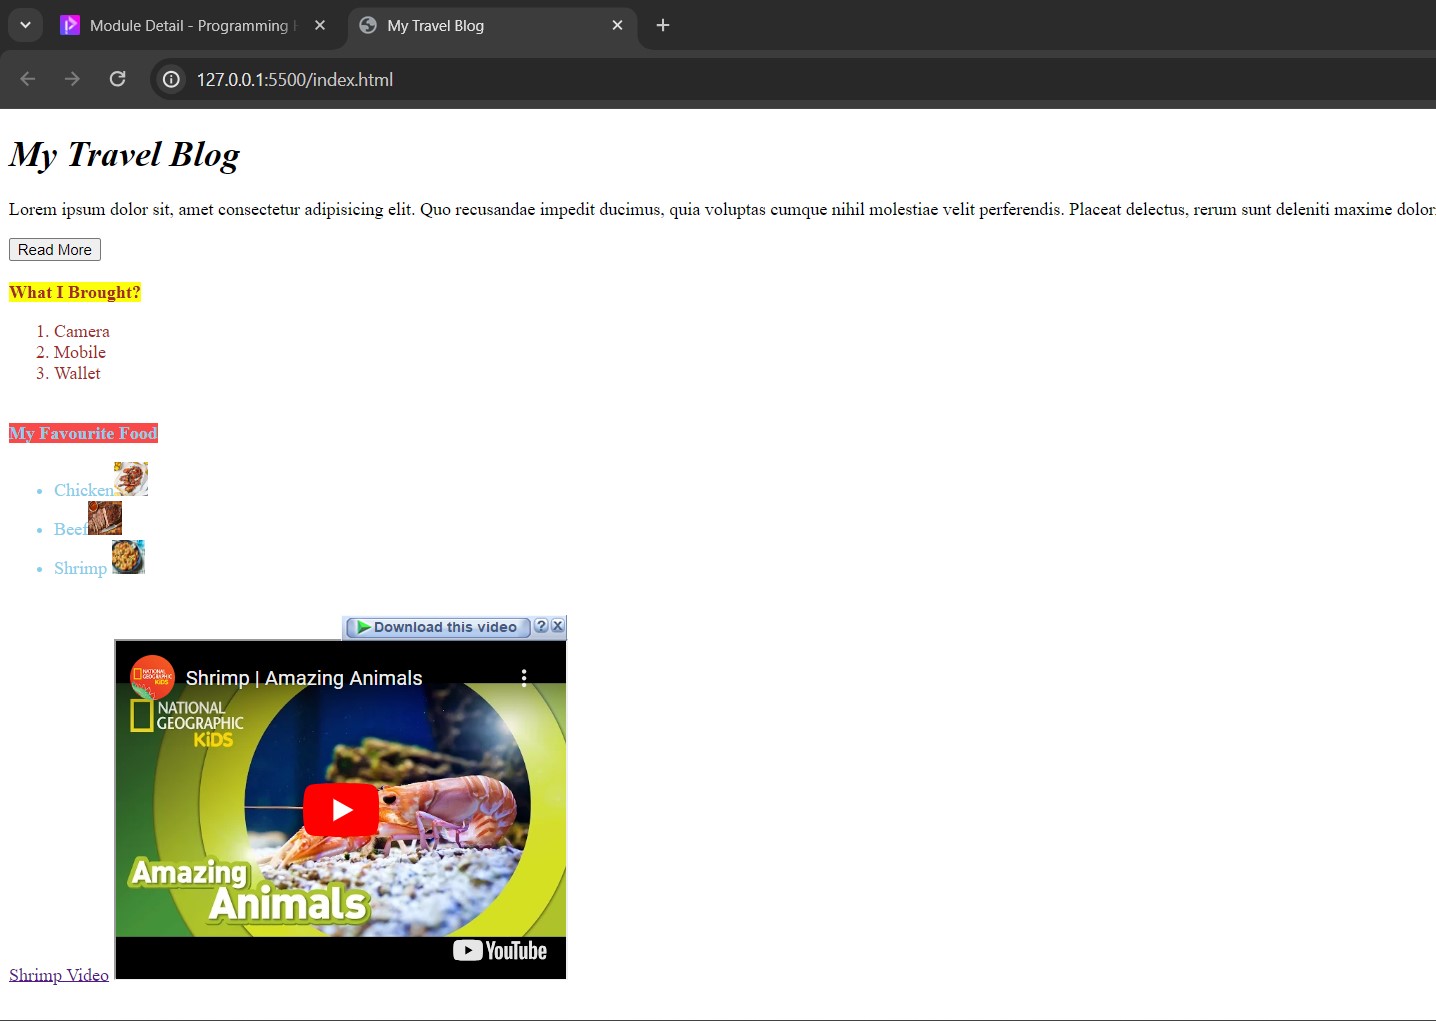 Module Detail - Programming
My Travel Blog
127.0.0.1:5500/index.html
My Travel Blog
Lorem ipsum dolor sit, amet consectetur adipisicing elit. Quo recusandae impedit ducimus, quia voluptas cumque nihil molestiae velit perferendis. Placeat delectus, rerum sunt deleniti maxime dolor
Read More
What I Brought?
1. Camera
2. Mobile
3. Wallet
My Favourite Food
• Chicken
• Beef
• Shrimp
Download this video ? X
Shrimp | Amazing Animals
NATIONAL
GEOGRAPHIC
KiDS
Amazing
Animals
YouTube
Shrimp Video